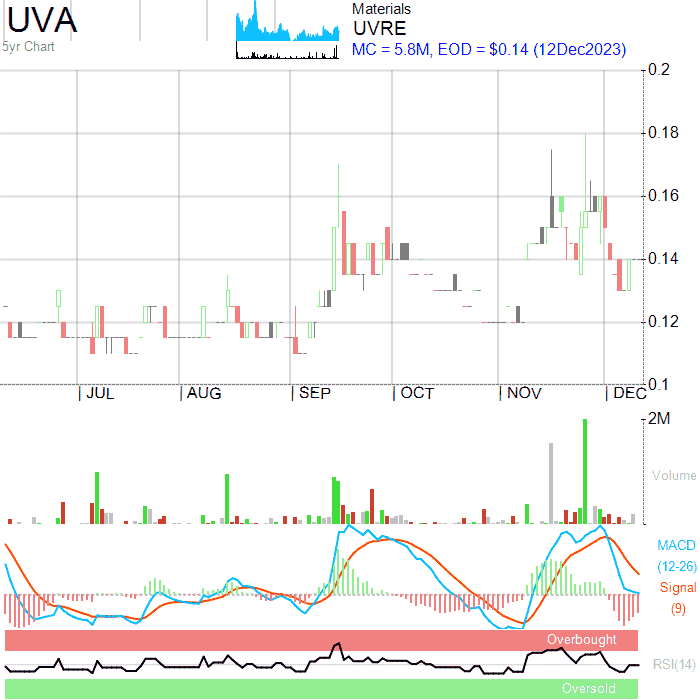 UVA
5yr Chart
Materials
UVRE
MC = 5.8M, EOD = $0.14 (12Dec2023)
0.2
0.18
0.16
0.14
0.12
0.1
JUL
AUG
SEP
OCT
NOV
DEC
2M
Volume
MACD
(12-26)
Signal
(9)
Overbought
RSI(14)
Oversold